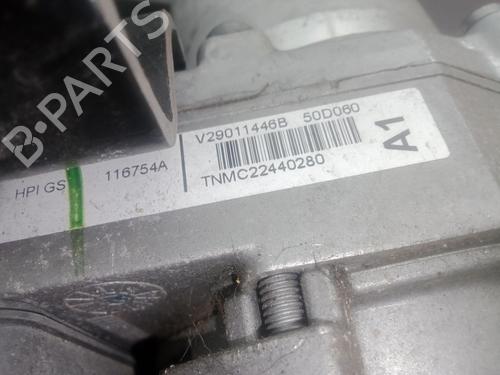 V29011446B 50D060
HPI GS 116754A
TNMC22440280
A1
B-PARTS